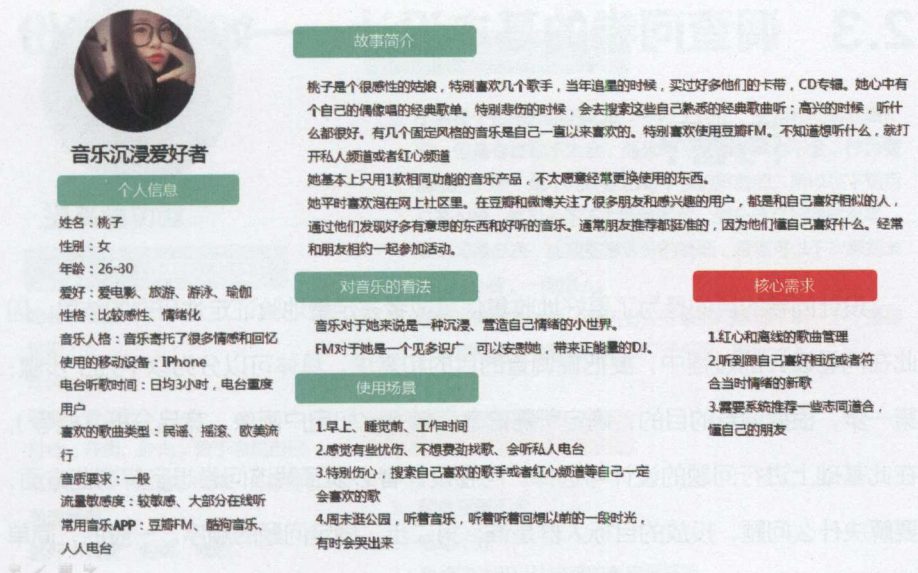 音乐沉浸爱好者
个人信息
姓名：桃子
性别：女
年龄：26-30
爱好：爱电影、旅游、游泳、瑜伽
性格：比较感性、情绪化
音乐人格：音乐寄托了很多情感和回忆
使用的移动设备：IPhone
电台听歌时间：日均3小时，电台重度
用户
喜欢的歌曲类型：民谣、摇滚、欧美流
行
音质要求：一般
流量敏感度：较敏感、大部分在线听
常用音乐APP：豆瓣FM、酷狗音乐、
人人电台
故事简介
桃子是个很感性的姑娘，特别喜欢几个歌手，当年追星的时候，买过好多他们的卡带，CD专辑。她心中有
个自己的偶像唱的经典歌单。特别悲伤的时候，会去搜索这些自己熟悉的经典歌曲听；高兴的时候，听什
么都很好。有几个固定风格的音乐是自己一直以来喜欢的。特别喜欢使用豆瓣FM。不知道想听什么，就打
开私人频道或者红心频道
她基本上只用1款相同功能的音乐产品，不太愿意经常更换使用的东西。
她平时喜欢泡在网上社区里。在豆瓣和微博关注了很多朋友和感兴趣的用户，都是和自己喜好相似的人，
通过他们发现好多有意思的东西和好听的音乐。通常朋友推荐都挺准的，因为他们懂自己喜好什么。经常
和朋友相约一起参加活动。
对音乐的看法
音乐对于她来说是一种沉浸、营造自己情绪的小世界。
FM对于她是一个见多识广，可以安慰她，带来正能量的DJ。
使用场景
1.早上、睡觉前、工作时间
2.感觉有些忧伤、不想费劲找歌、会听私人电台
3.特别伤心，搜索自己喜欢的歌手或者红心频道等自己一定
会喜欢的歌
4.周末逛公园，听着音乐，听着听着回想以前的一段时光，
有时会哭出来
核心需求
1.红心和离线的歌曲管理
2.听到跟自己喜好相近或者符
合当时情绪的新歌
3.需要系统推荐一些志同道合，
懂自己的朋友